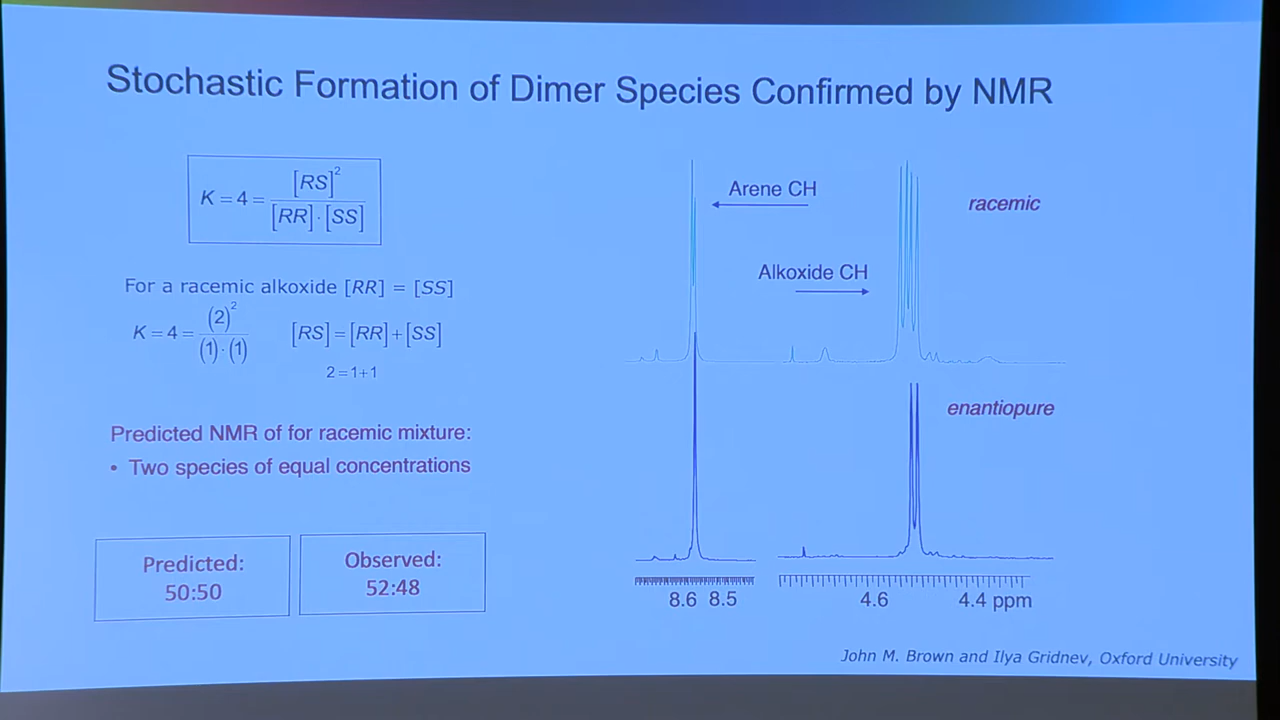 Stochastic Formation of Dimer Species Confirmed by NMR
K = 4 = [RS]² / [RR] · [SS]
For a racemic alkoxide [RR] = [SS]
K = 4 = (2)² / (1) · (1)
[RS] = [RR] + [SS]
2 = 1 + 1
Predicted NMR of for racemic mixture:
• Two species of equal concentrations
Predicted:
50:50
Observed:
52:48
Arene CH
racemic
Alkoxide CH
enantiopure
8.6 8.5
4.6 4.4 ppm
John M. Brown and Ilya Gridnev, Oxford University